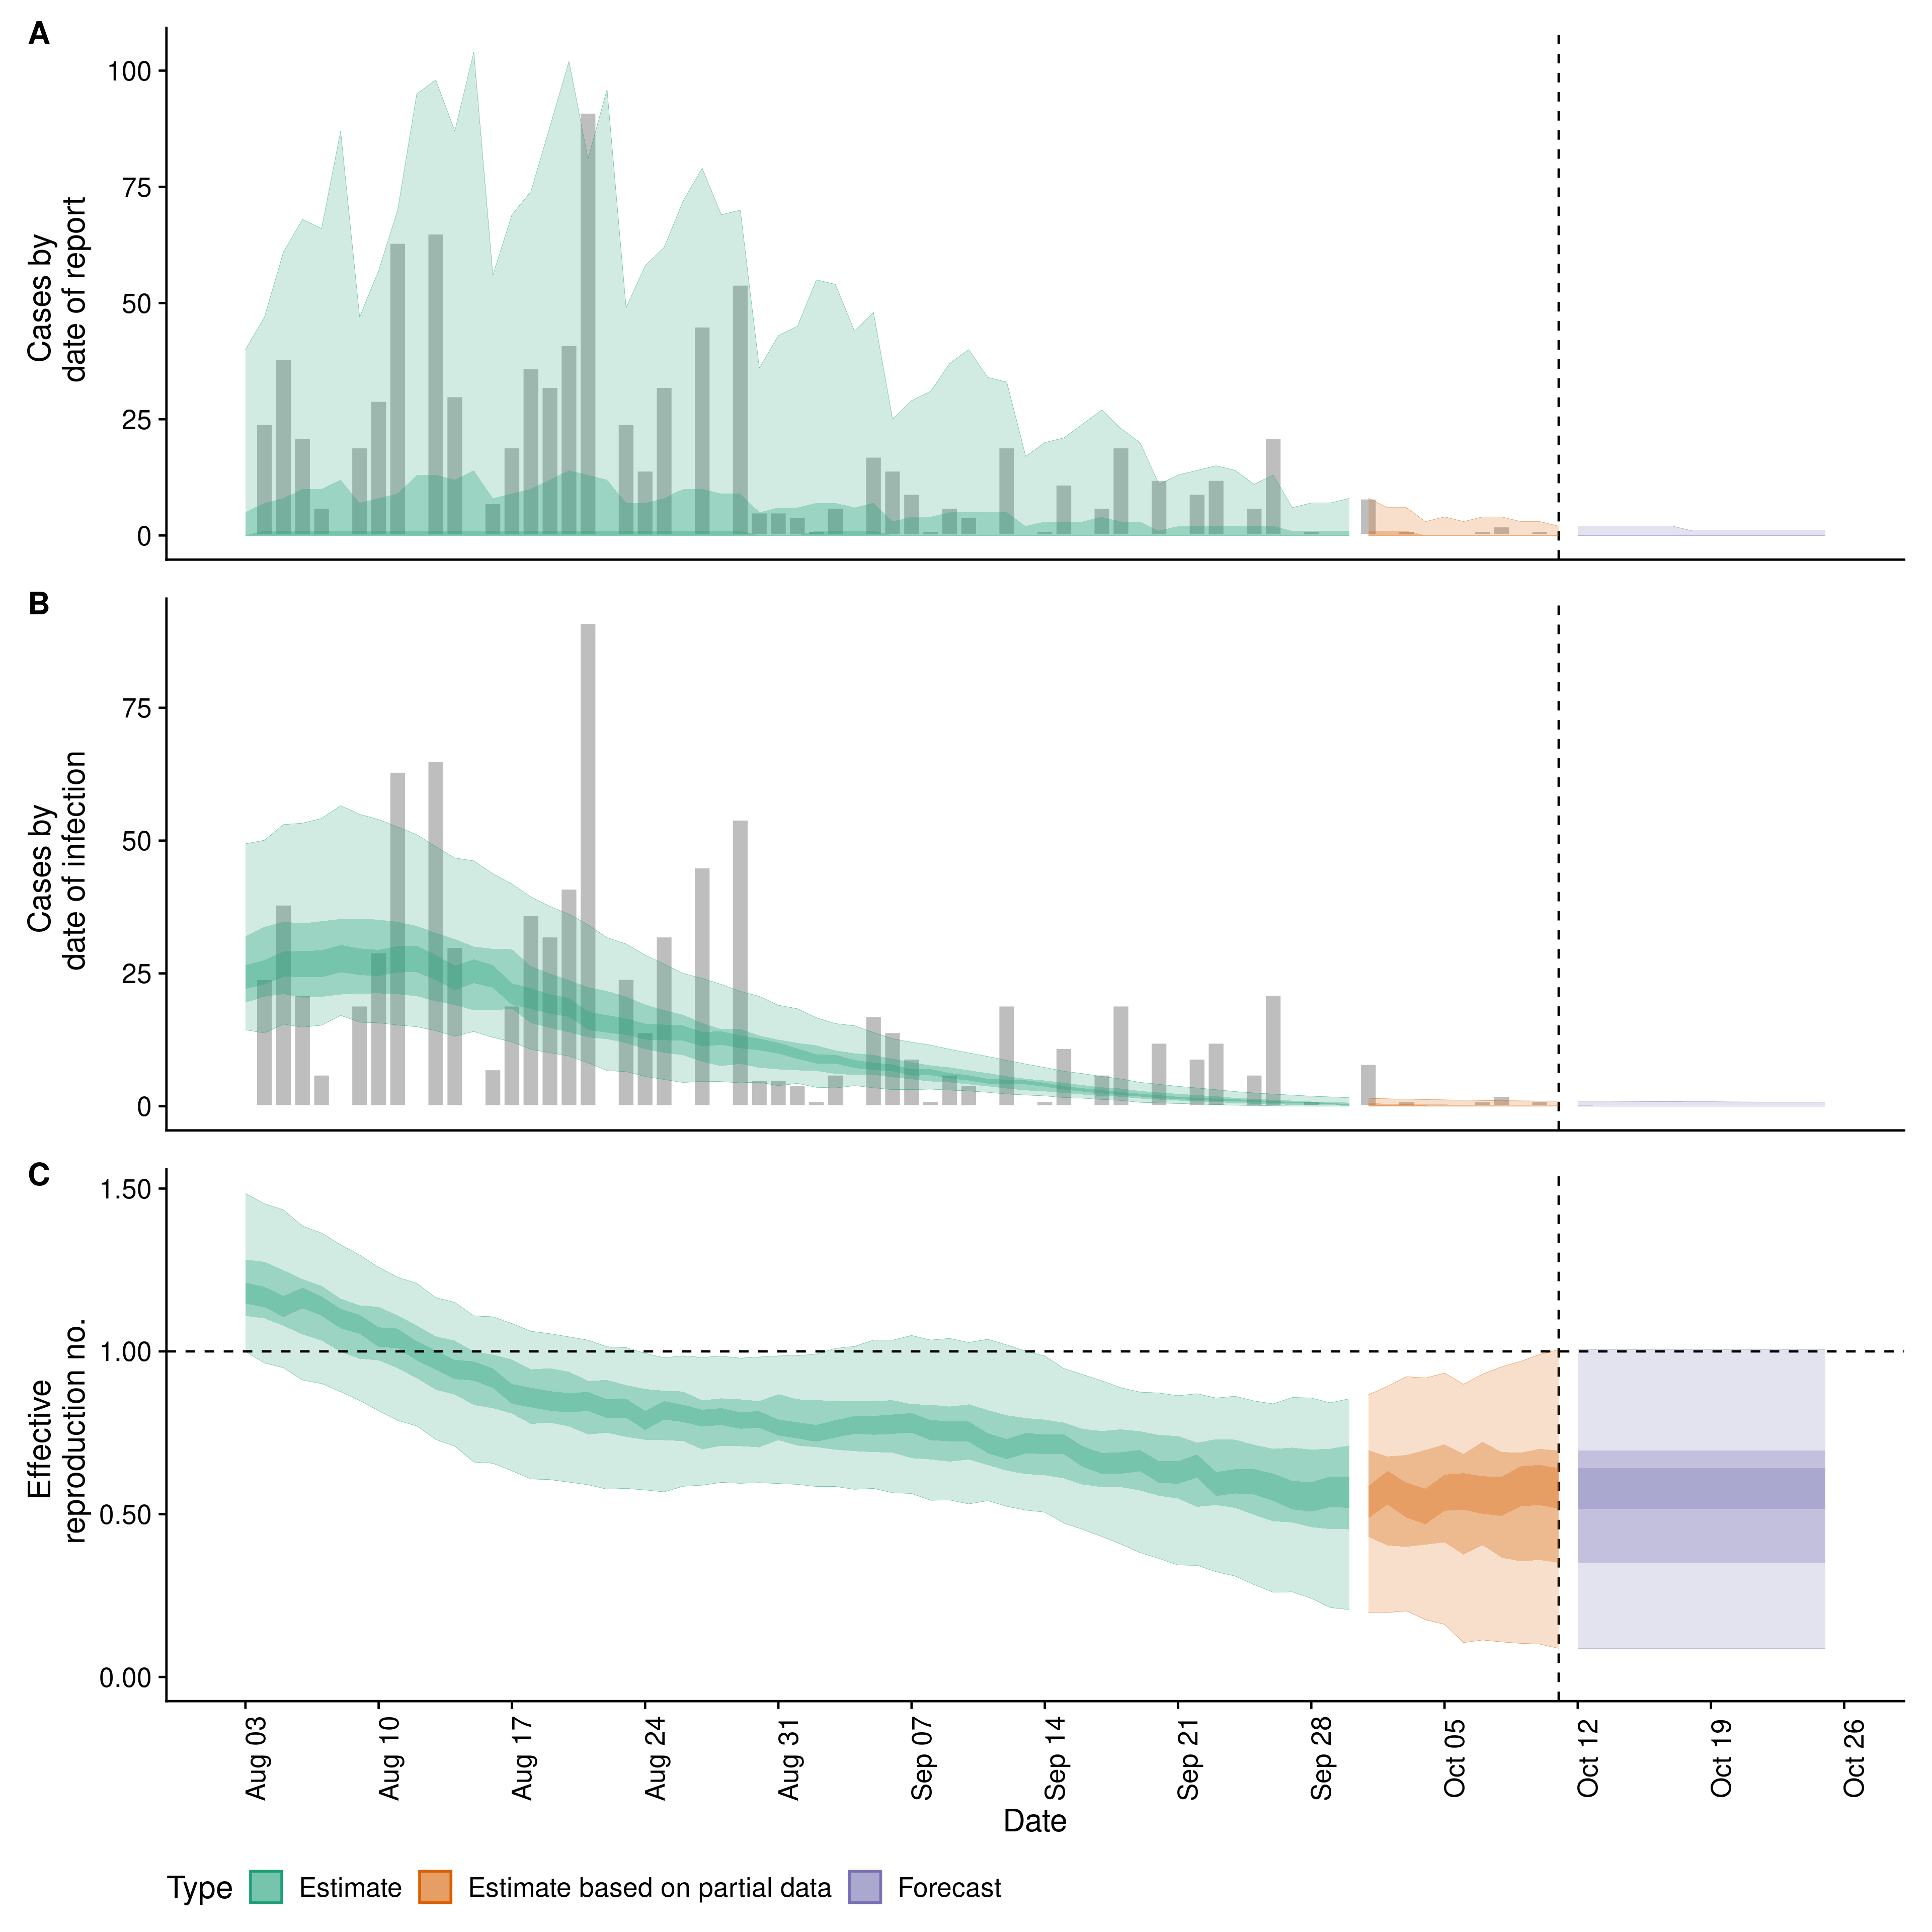 A
Cases by
date of report
100
75
50
25
0
B
Cases by
date of infection
75
50
25
0
C
Effective
reproduction no.
1.50
1.00
0.50
0.00
Aug 03
Aug 10
Aug 17
Aug 24
Aug 31
Sep 07
Sep 14
Sep 21
Sep 28
Oct 05
Oct 12
Oct 19
Oct 26
Date
Type Estimate Estimate based on partial data Forecast